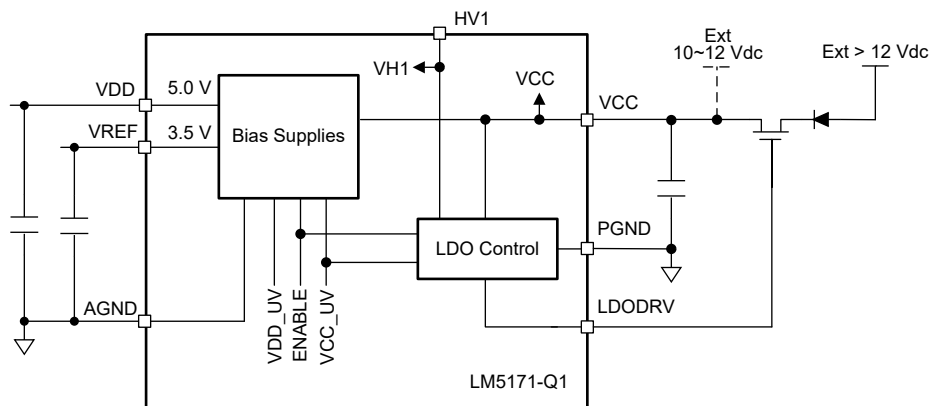 HV1
Ext
10~12 Vdc
Ext > 12 Vdc
VH1
VCC
VDD
5.0 V
VCC
VREF
3.5 V
Bias Supplies
PGND
LDO Control
AGND
VDD_UV
ENABLE
VCC_UV
LDODRV
LM5171-Q1